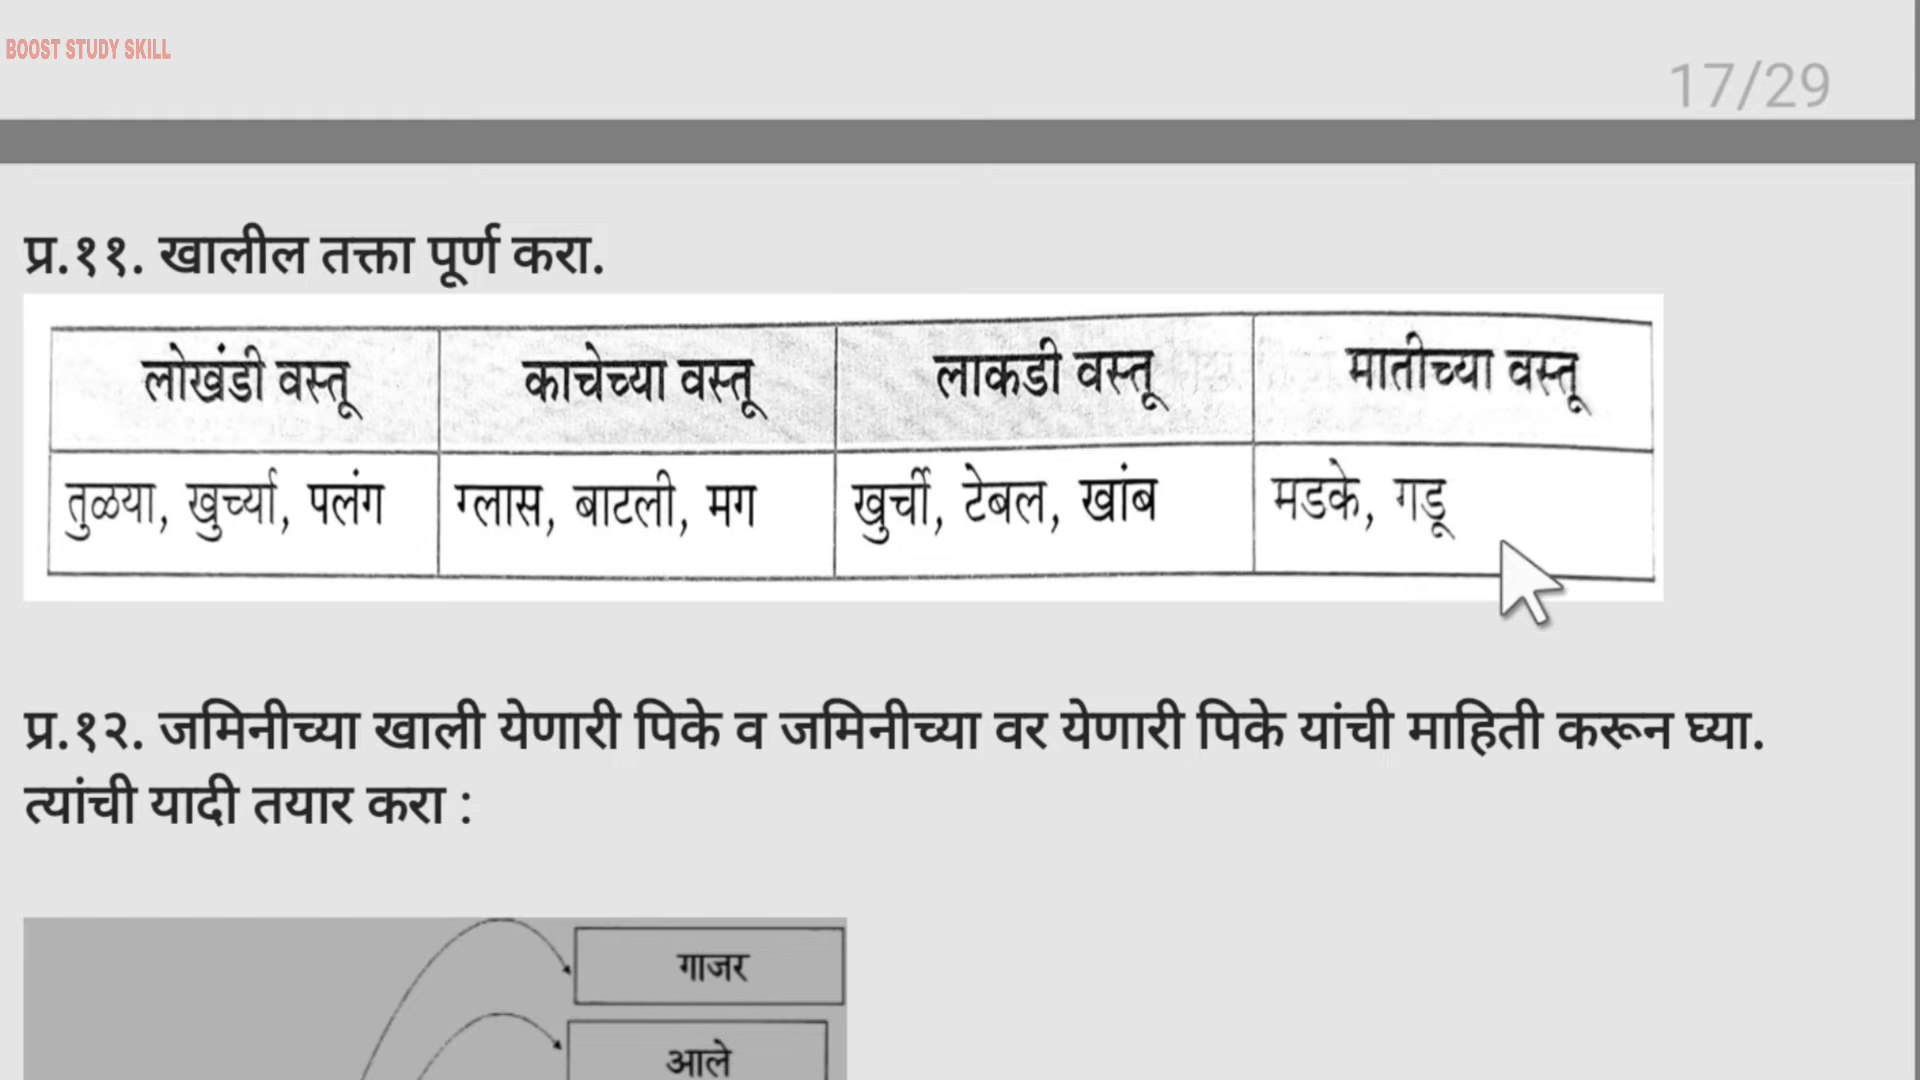 BOOST STUDY SKILL
17/29
प्र.११. खालील तक्ता पूर्ण करा.
लोखंडी वस्तू काचेच्या वस्तू लाकडी वस्तू मातीच्या वस्तू
तुळया, खुर्च्या, पलंग ग्लास, बाटली, मग खुर्ची, टेबल, खांब मडके, गडू
प्र.१२. जमिनीच्या खाली येणारी पिके व जमिनीच्या वर येणारी पिके यांची माहिती करून घ्या.
त्यांची यादी तयार करा :
गाजर
आले